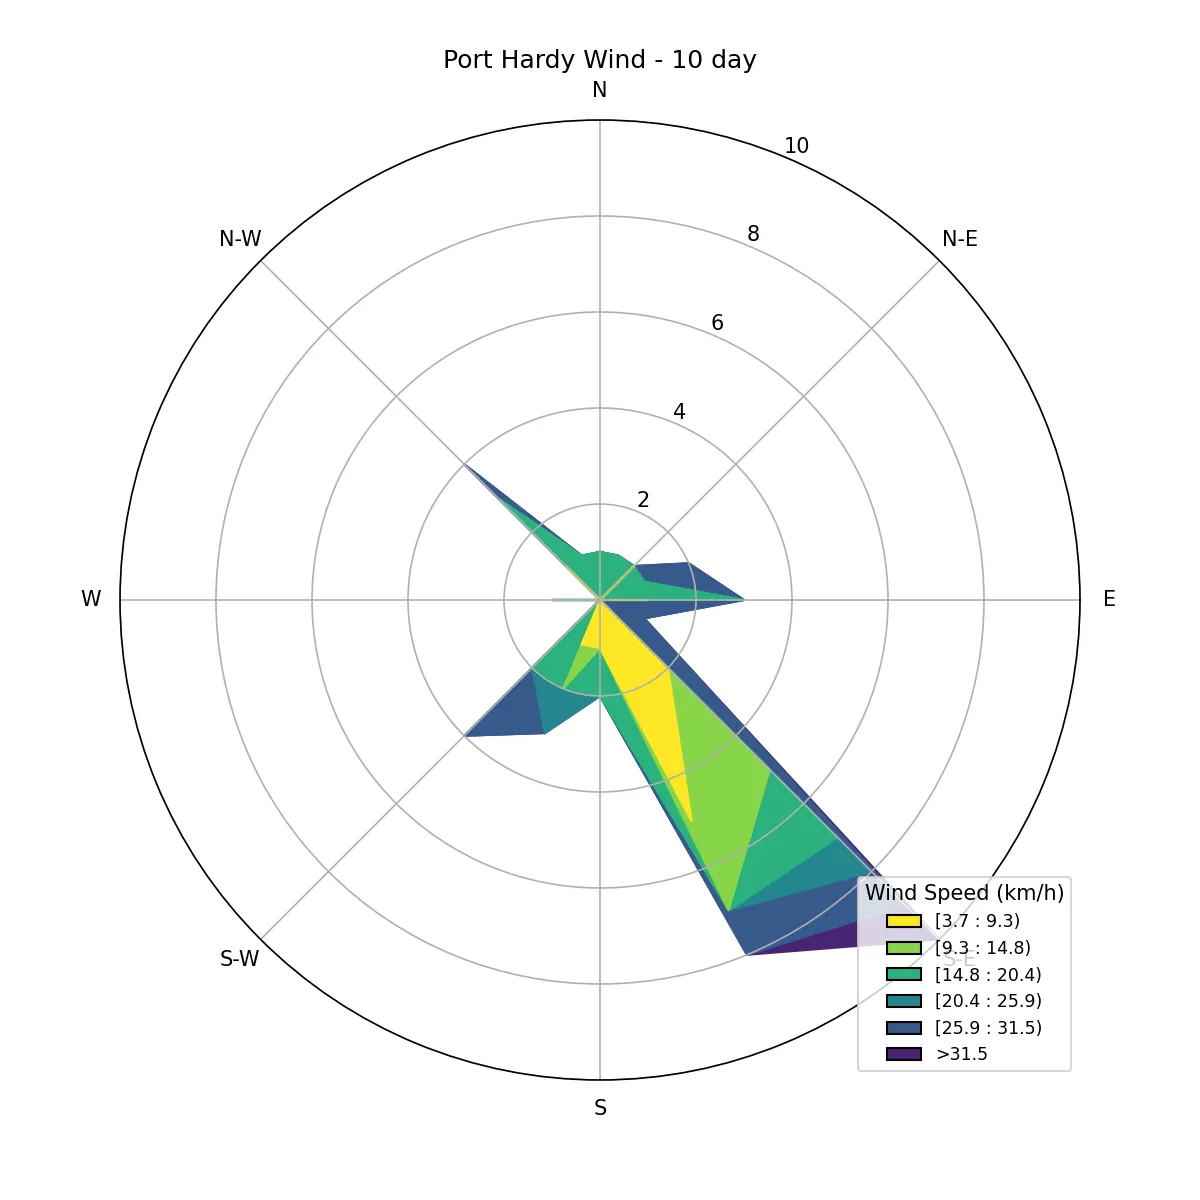 Port Hardy Wind - 10 day
N
10
N-W
8
N-E
6
4
2
W
E
S-W
S-E
S
Wind Speed (km/h)
[3.7 : 9.3)
[9.3 : 14.8)
[14.8 : 20.4)
[20.4 : 25.9)
[25.9 : 31.5)
>31.5